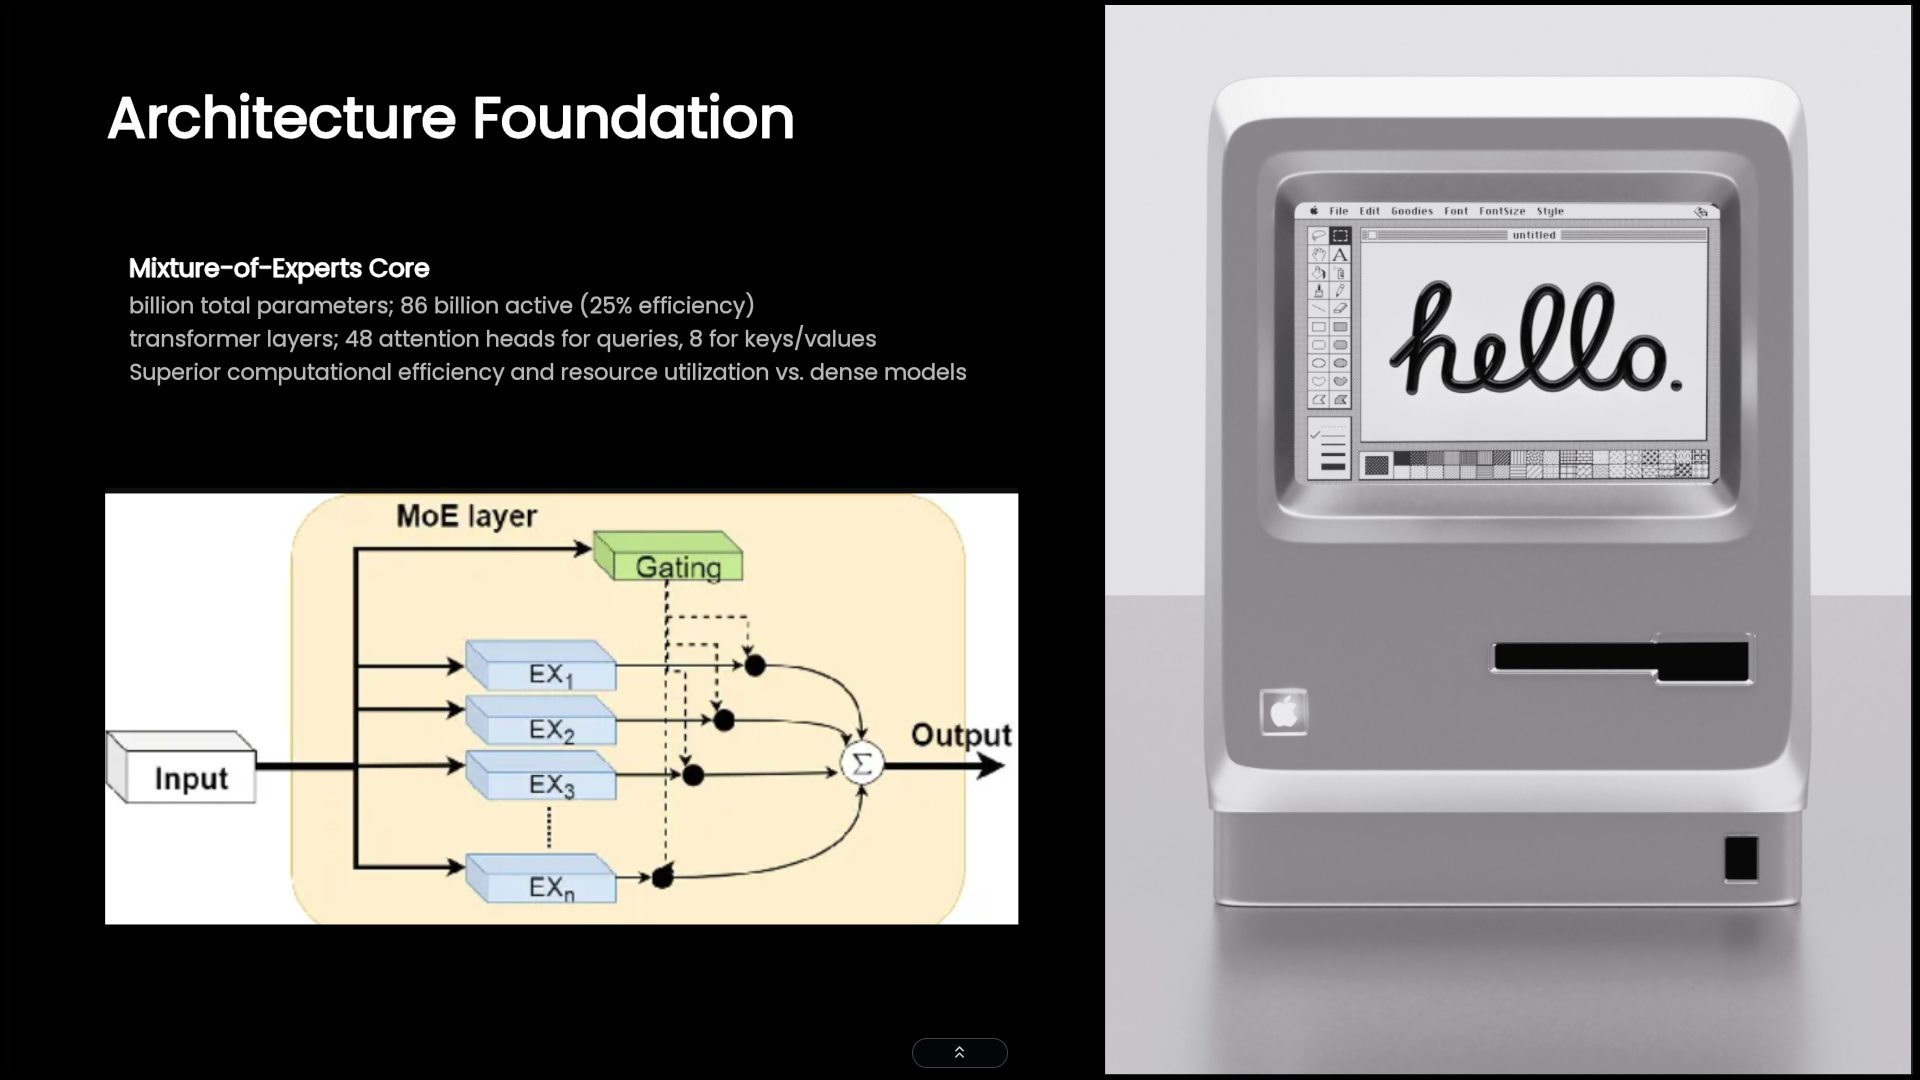 Architecture Foundation
Mixture-of-Experts Core
billion total parameters; 86 billion active (25% efficiency)
transformer layers; 48 attention heads for queries, 8 for keys/values
Superior computational efficiency and resource utilization vs. dense models
MoE layer
Gating
EX1
EX2
EX3
EXn
Input
Σ
Output
File Edit Goodies Font FontSize Style
untitled
A
hello.